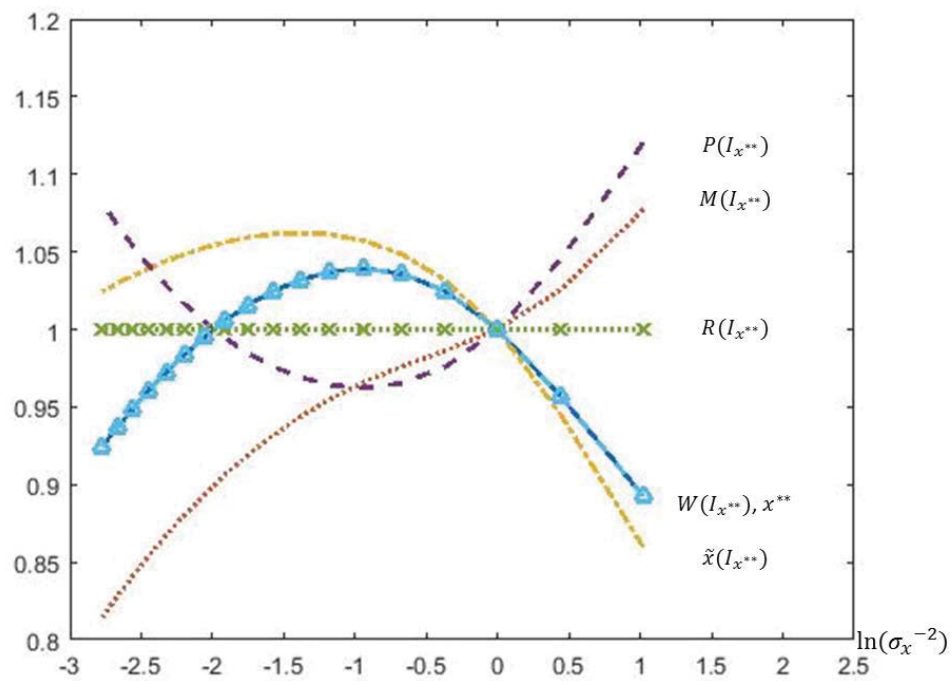 1.2
1.15
P(I_{x^{**}})
1.1
M(I_{x^{**}})
1.05
1
R(I_{x^{**}})
0.95
0.9
W(I_{x^{**}}), x^{**}
0.85
x̃(I_{x^{**}})
0.8
ln(σ_x^{-2})
-3 -2.5 -2 -1.5 -1 -0.5 0 0.5 1 1.5 2 2.5